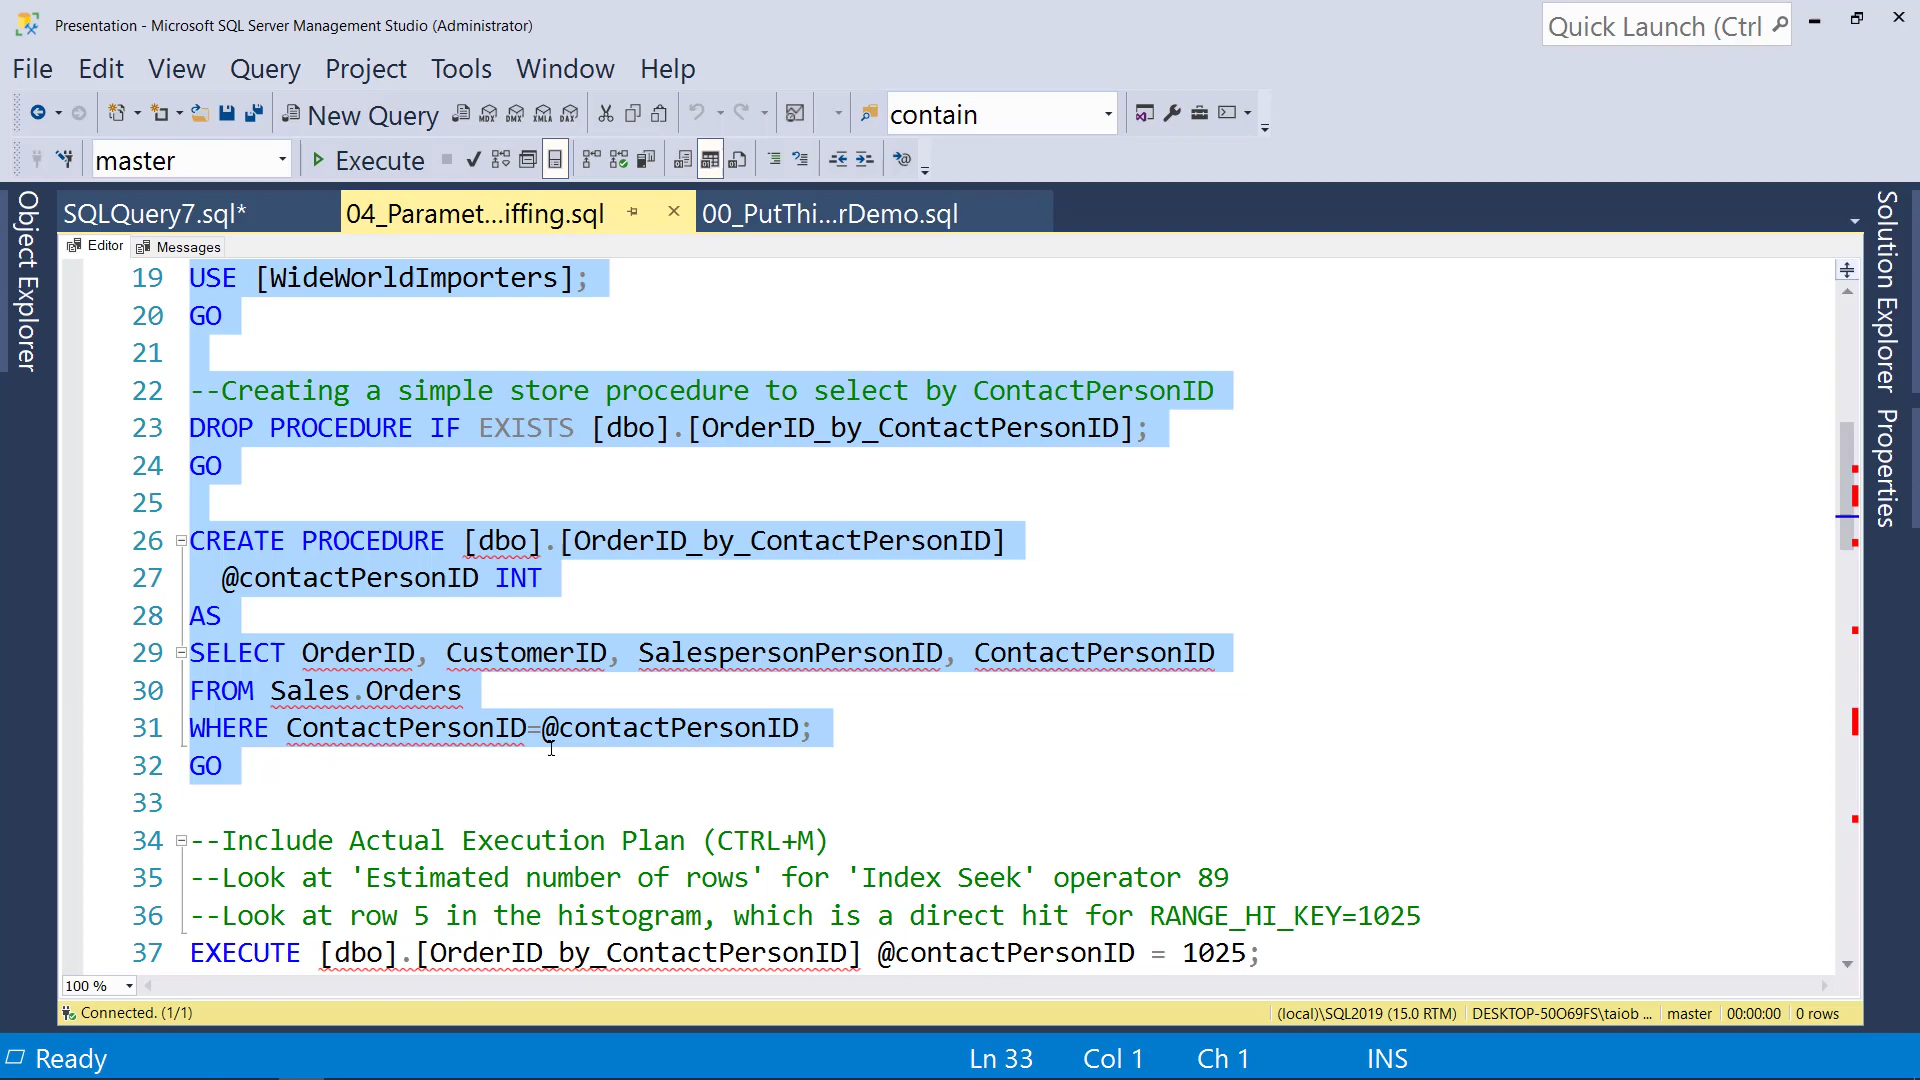 Presentation - Microsoft SQL Server Management Studio (Administrator)
Quick Launch (Ctrl
File Edit View Query Project Tools Window Help
New Query
MDX DMX XMLA DAX
contain
master
Execute
Object Explorer
SQLQuery7.sql*
04_Paramet...iffing.sql
00_PutThi...rDemo.sql
Solution Explorer
Properties
Editor
Messages
19 USE [WideWorldImporters];
20 GO
21
22 --Creating a simple store procedure to select by ContactPersonID
23 DROP PROCEDURE IF EXISTS [dbo].[OrderID_by_ContactPersonID];
24 GO
25
26 CREATE PROCEDURE [dbo].[OrderID_by_ContactPersonID]
27 @contactPersonID INT
28 AS
29 SELECT OrderID, CustomerID, SalespersonPersonID, ContactPersonID
30 FROM Sales.Orders
31 WHERE ContactPersonID=@contactPersonID;
32 GO
33
34 --Include Actual Execution Plan (CTRL+M)
35 --Look at 'Estimated number of rows' for 'Index Seek' operator 89
36 --Look at row 5 in the histogram, which is a direct hit for RANGE_HI_KEY=1025
37 EXECUTE [dbo].[OrderID_by_ContactPersonID] @contactPersonID = 1025;
100 %
Connected. (1/1)
(local)\SQL2019 (15.0 RTM)
DESKTOP-50O69FS\taiob ...
master
00:00:00
0 rows
Ready
Ln 33
Col 1
Ch 1
INS